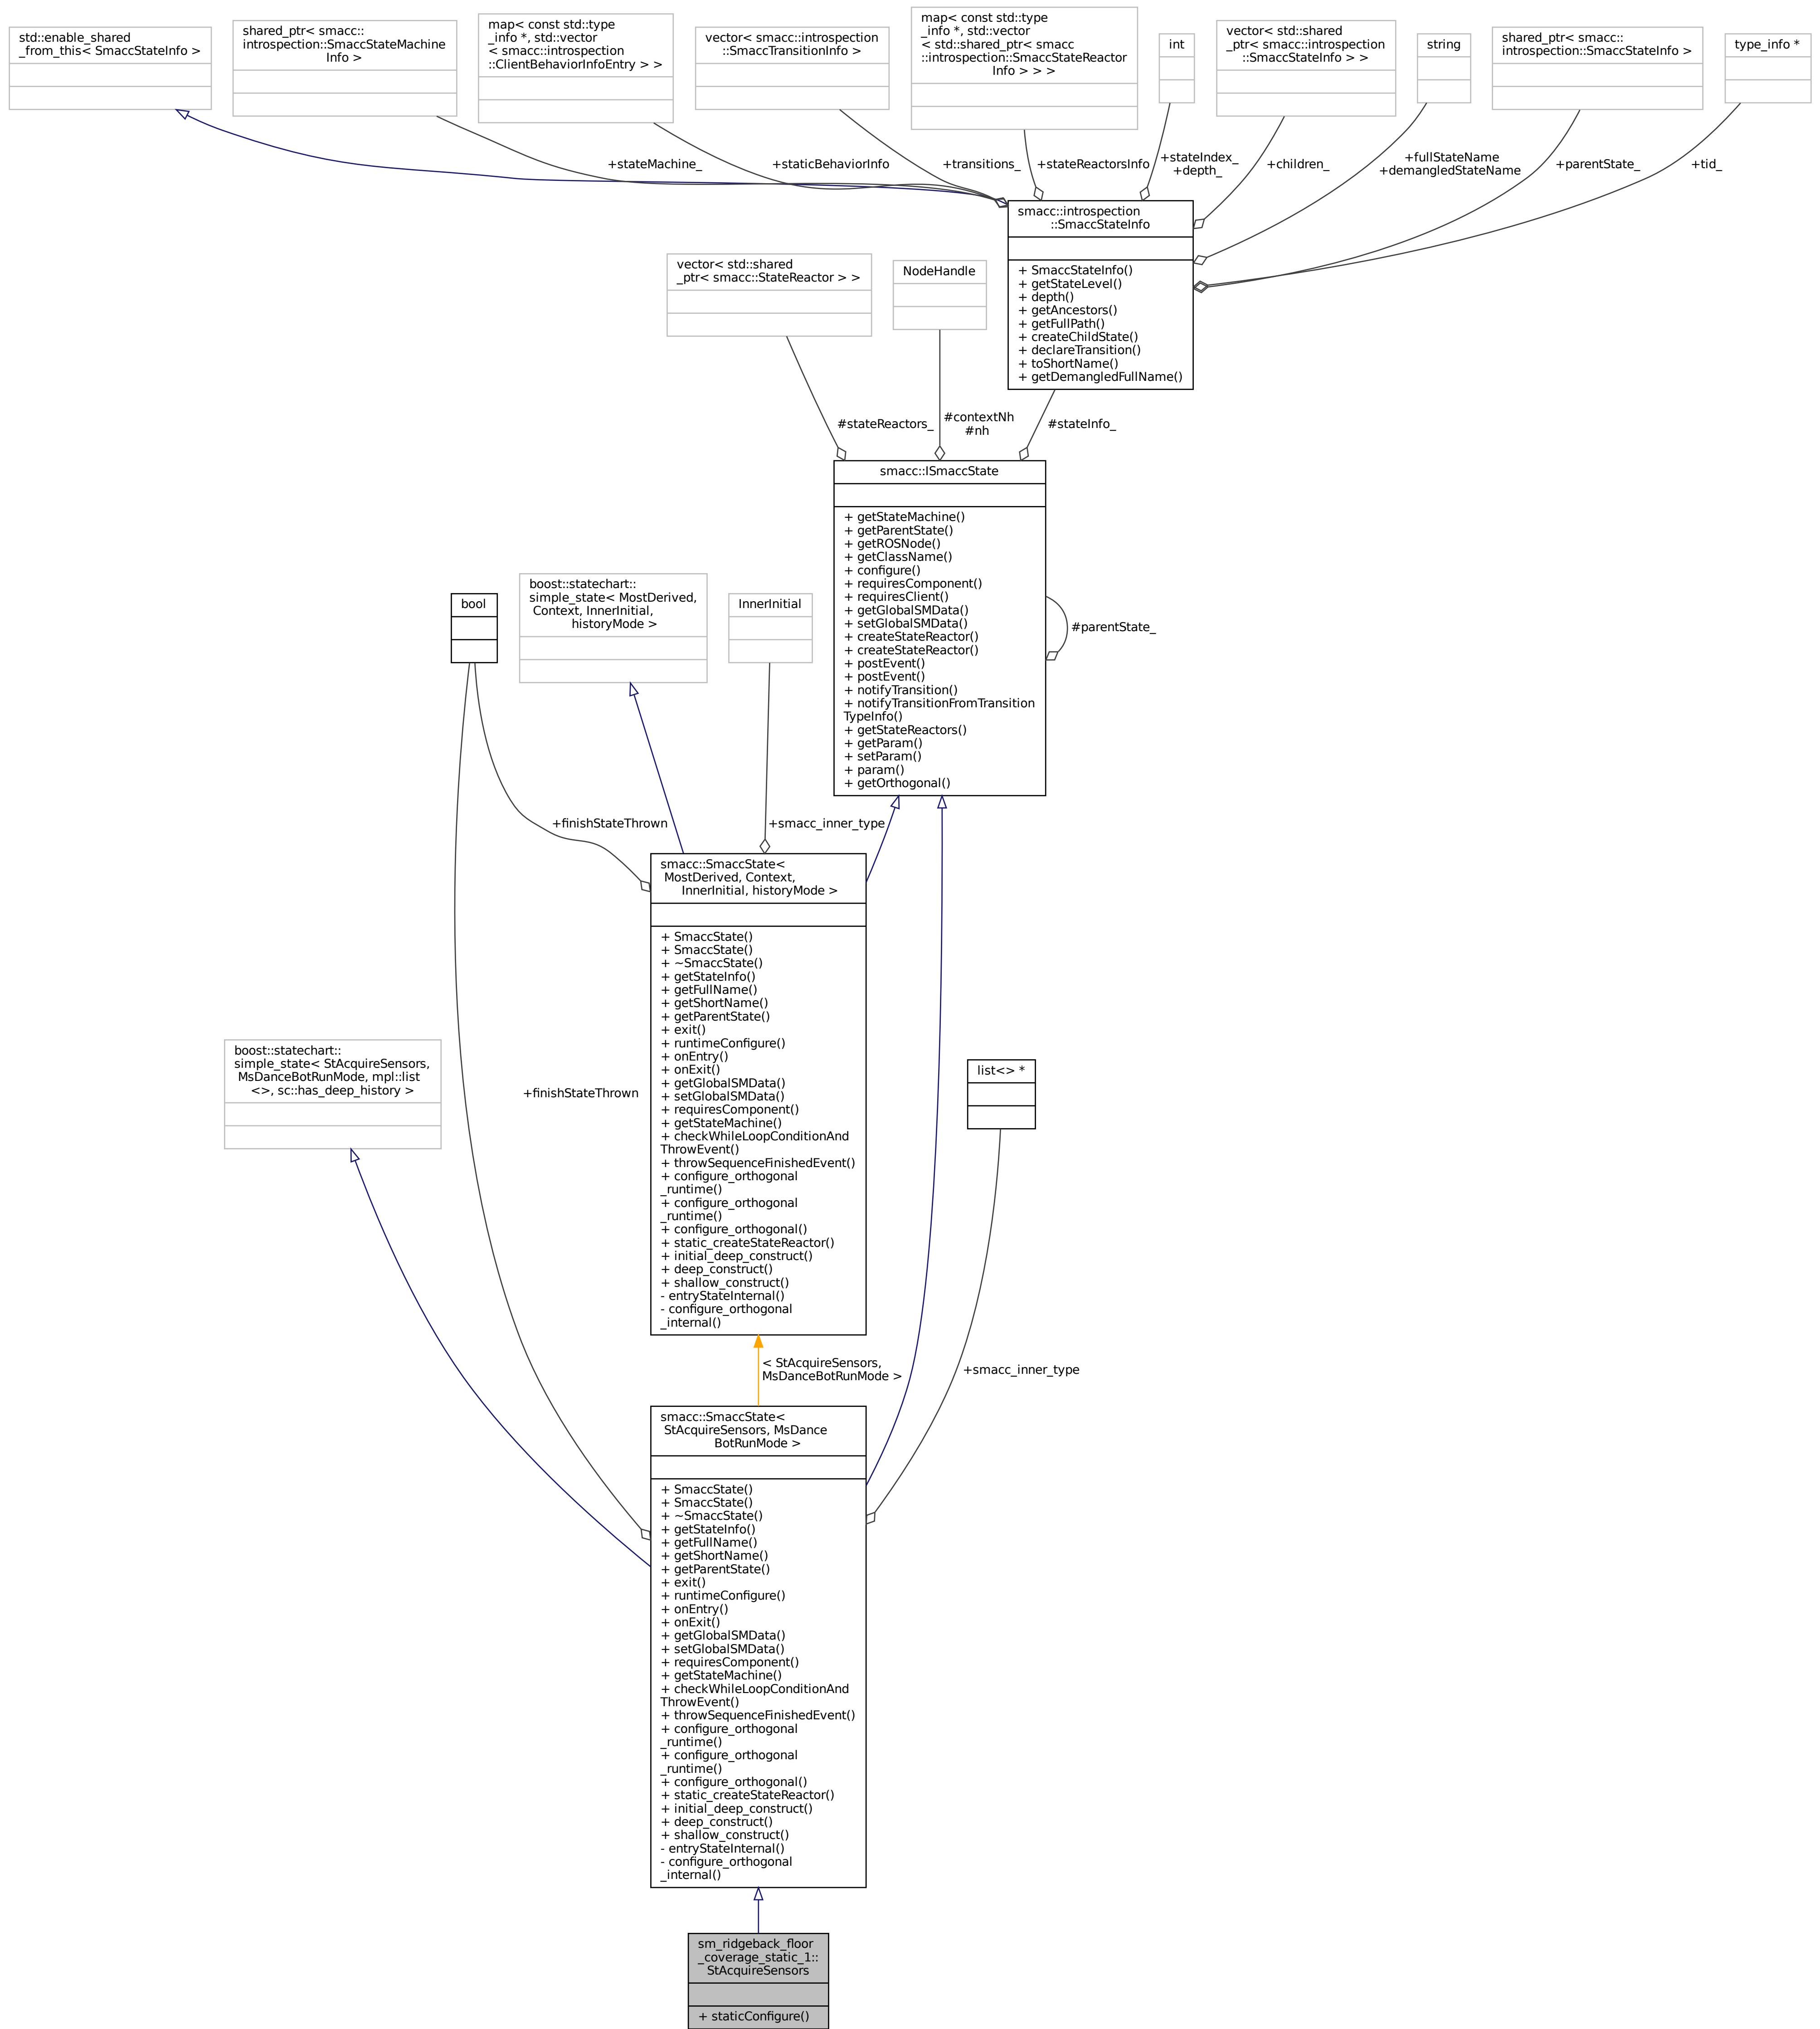 std::enable_shared
_from_this< SmaccStateInfo >
shared_ptr< smacc::
introspection::SmaccStateMachine
Info >
map< const std::type
_info *, std::vector
< smacc::introspection
::ClientBehaviorInfoEntry > >
vector< smacc::introspection
::SmaccTransitionInfo >
map< const std::type
_info *, std::vector
< std::shared_ptr< smacc
::introspection::SmaccStateReactor
Info > > >
int
vector< std::shared
_ptr< smacc::introspection
::SmaccStateInfo > >
string
shared_ptr< smacc::
introspection::SmaccStateInfo >
type_info *
+stateMachine_
+staticBehaviorInfo
+transitions_
+stateReactorsInfo
+stateIndex_
+depth_
+children_
+fullStateName
+demangledStateName
+parentState_
+tid_
smacc::introspection
::SmaccStateInfo
+ SmaccStateInfo()
+ getStateLevel()
+ depth()
+ getAncestors()
+ getFullPath()
+ createChildState()
+ declareTransition()
+ toShortName()
+ getDemangledFullName()
vector< std::shared
_ptr< smacc::StateReactor > >
NodeHandle
#stateReactors_
#contextNh
#nh
#stateInfo_
smacc::ISmaccState
+ getStateMachine()
+ getParentState()
+ getROSNode()
+ getClassName()
+ configure()
+ requiresComponent()
+ requiresClient()
+ getGlobalSMData()
+ setGlobalSMData()
+ createStateReactor()
+ createStateReactor()
+ postEvent()
+ postEvent()
+ notifyTransition()
+ notifyTransitionFromTransition
TypeInfo()
+ getStateReactors()
+ getParam()
+ setParam()
+ param()
+ getOrthogonal()
#parentState_
bool
boost::statechart::
simple_state< MostDerived,
Context, InnerInitial,
historyMode >
InnerInitial
+finishStateThrown
+smacc_inner_type
smacc::SmaccState<
MostDerived, Context,
InnerInitial, historyMode >
+ SmaccState()
+ SmaccState()
+ ~SmaccState()
+ getStateInfo()
+ getFullName()
+ getShortName()
+ getParentState()
+ exit()
+ runtimeConfigure()
+ onEntry()
+ onExit()
+ getGlobalSMData()
+ setGlobalSMData()
+ requiresComponent()
+ getStateMachine()
+ checkWhileLoopConditionAnd
ThrowEvent()
+ throwSequenceFinishedEvent()
+ configure_orthogonal
_runtime()
+ configure_orthogonal
_runtime()
+ configure_orthogonal()
+ static_createStateReactor()
+ initial_deep_construct()
+ deep_construct()
+ shallow_construct()
- entryStateInternal()
- configure_orthogonal
_internal()
boost::statechart::
simple_state< StAcquireSensors,
MsDanceBotRunMode, mpl::list
<>, sc::has_deep_history >
+finishStateThrown
list<> *
< StAcquireSensors,
MsDanceBotRunMode >
+smacc_inner_type
smacc::SmaccState<
StAcquireSensors, MsDance
BotRunMode >
+ SmaccState()
+ SmaccState()
+ ~SmaccState()
+ getStateInfo()
+ getFullName()
+ getShortName()
+ getParentState()
+ exit()
+ runtimeConfigure()
+ onEntry()
+ onExit()
+ getGlobalSMData()
+ setGlobalSMData()
+ requiresComponent()
+ getStateMachine()
+ checkWhileLoopConditionAnd
ThrowEvent()
+ throwSequenceFinishedEvent()
+ configure_orthogonal
_runtime()
+ configure_orthogonal
_runtime()
+ configure_orthogonal()
+ static_createStateReactor()
+ initial_deep_construct()
+ deep_construct()
+ shallow_construct()
- entryStateInternal()
- configure_orthogonal
_internal()
sm_ridgeback_floor
_coverage_static_1::
StAcquireSensors
+ staticConfigure()